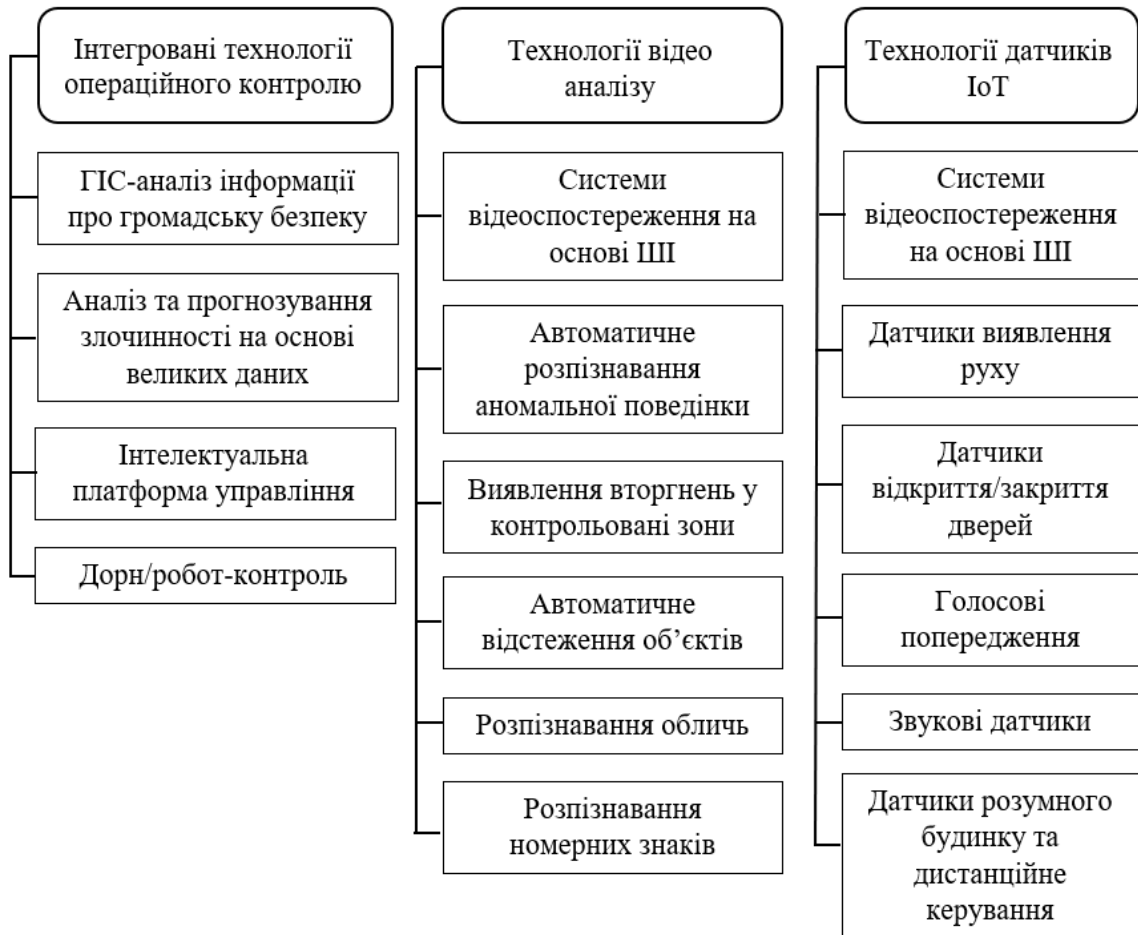 Інтегровані технології
операційного контролю
ГІС-аналіз інформації
про громадську безпеку
Аналіз та прогнозування
злочинності на основі
великих даних
Інтелектуальна
платформа управління
Дорн/робот-контроль
Технології відео
аналізу
Системи
відеоспостереження на
основі ШІ
Автоматичне
розпізнавання
аномальної поведінки
Виявлення вторгнень у
контрольовані зони
Автоматичне
відстеження об’єктів
Розпізнавання обличь
Розпізнавання
номерних знаків
Технології датчиків
IoT
Системи
відеоспостереження
на основі ШІ
Датчики виявлення
руху
Датчики
відкриття/закриття
дверей
Голосові
попередження
Звукові датчики
Датчики розумного
будинку та
дистанційне
керування